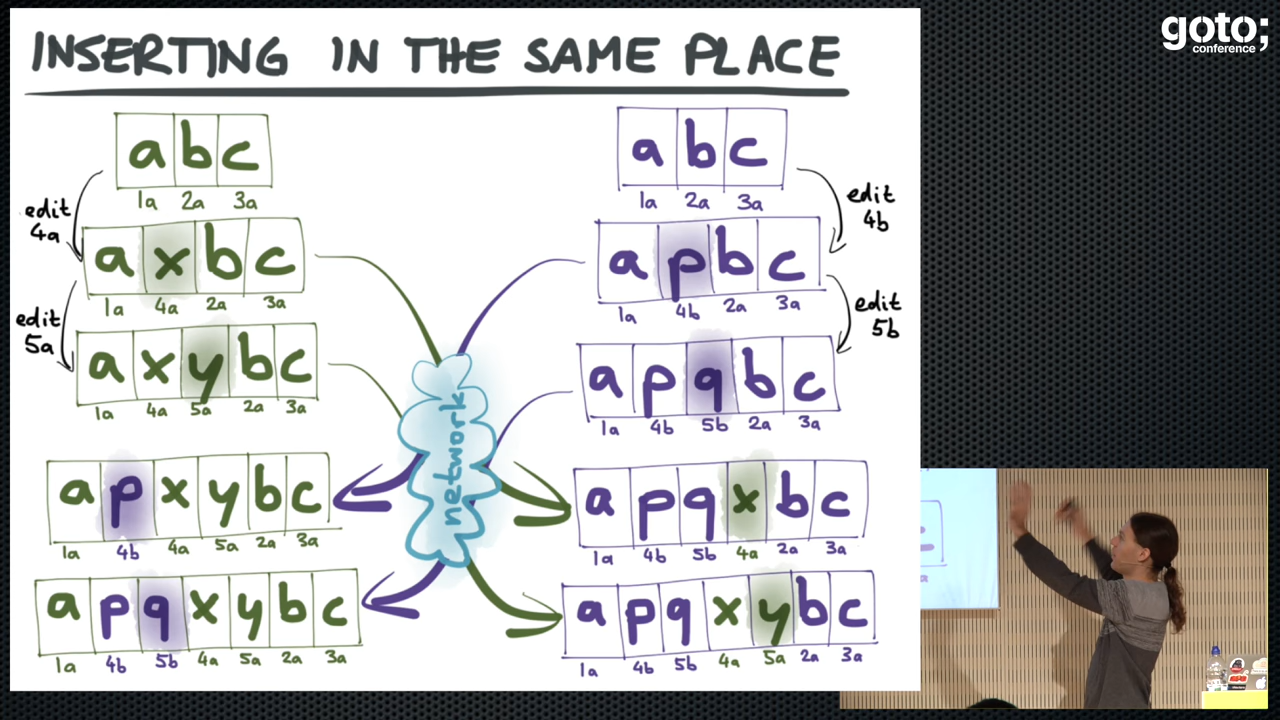 goto;
conference
INSERTING IN THE SAME PLACE
a b c
1a 2a 3a
edit
4a
a x b c
1a 4a 2a 3a
edit
5a
a x y b c
1a 4a 5a 2a 3a
a p x y b c
1a 4b 4a 5a 2a 3a
a p q x y b c
1a 4b 5b 4a 5a 2a 3a
network
a b c
1a 2a 3a
edit
4b
a p b c
1a 4b 2a 3a
edit
5b
a p q b c
1a 4b 5b 2a 3a
a p q x b c
1a 4b 5b 4a 2a 3a
a p q x y b c
1a 4b 5b 4a 5a 2a 3a